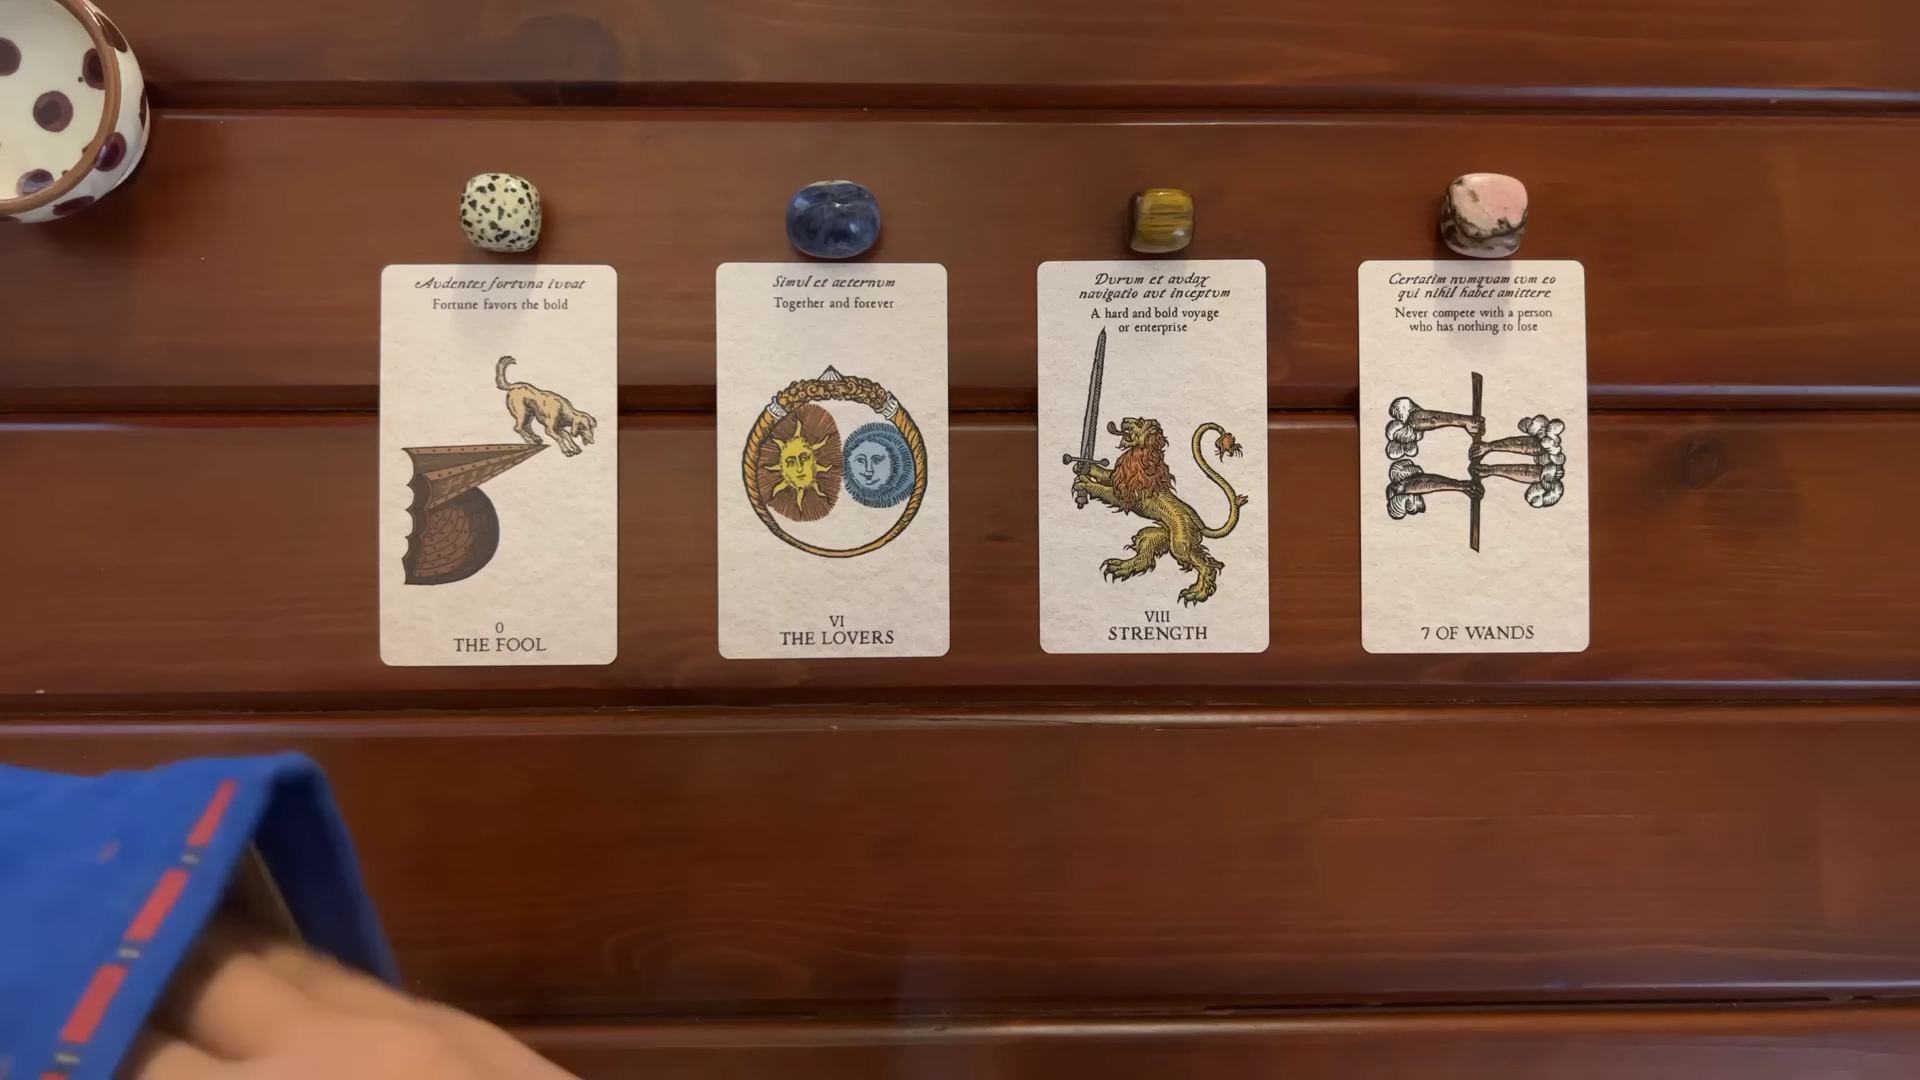 Audentes fortuna iuvat
Fortune favors the bold
0
THE FOOL
Simul et aeternum
Together and forever
VI
THE LOVERS
Durum et audax
navigatio aut inceptum
A hard and bold voyage
or enterprise
VIII
STRENGTH
Certatim numquam cum eo
qui nihil habet amittere
Never compete with a person
who has nothing to lose
7 OF WANDS